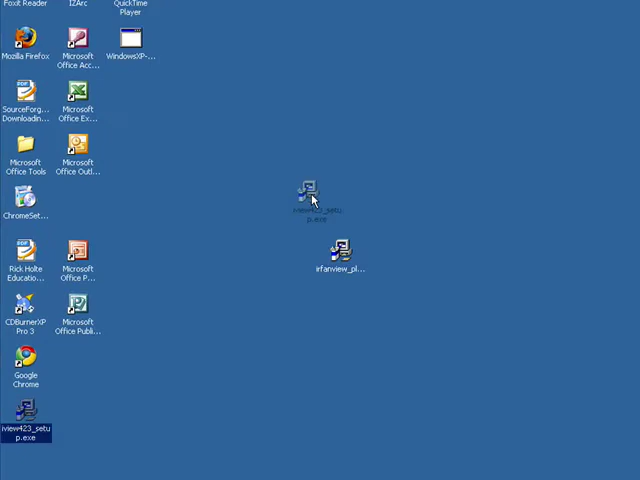 Foxit Reader
IZArc
QuickTime
Player
Mozilla Firefox
Microsoft
Office Acc...
WindowsXP-...
SourceForg...
Downloadin...
Microsoft
Office Ex...
Microsoft
Office Tools
Microsoft
Office Outl...
ChromeSet...
iview423_setu
p.exe
irfanview_pl...
Rick Holte
Educatio...
Microsoft
Office P...
CDBurnerXP
Pro 3
Microsoft
Office Publi...
Google
Chrome
iview423_setu
p.exe